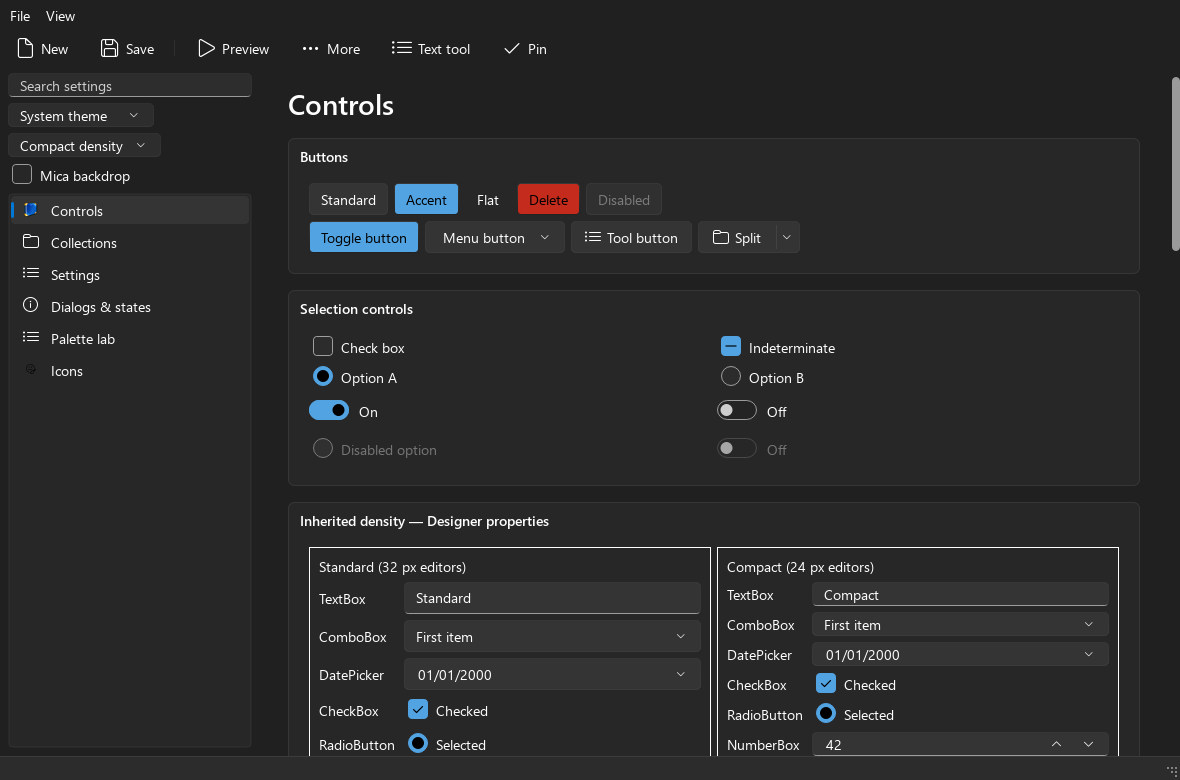 File View
New Save Preview More Text tool Pin
Search settings
System theme
Compact density
Mica backdrop
Controls
Collections
Settings
Dialogs & states
Palette lab
Icons
Controls
Buttons
Standard Accent Flat Delete Disabled
Toggle button Menu button Tool button Split
Selection controls
Check box Indeterminate
Option A Option B
On Off
Disabled option Off
Inherited density — Designer properties
Standard (32 px editors)
TextBox Standard
ComboBox First item
DatePicker 01/01/2000
CheckBox Checked
RadioButton Selected
Compact (24 px editors)
TextBox Compact
ComboBox First item
DatePicker 01/01/2000
CheckBox Checked
RadioButton Selected
NumberBox 42